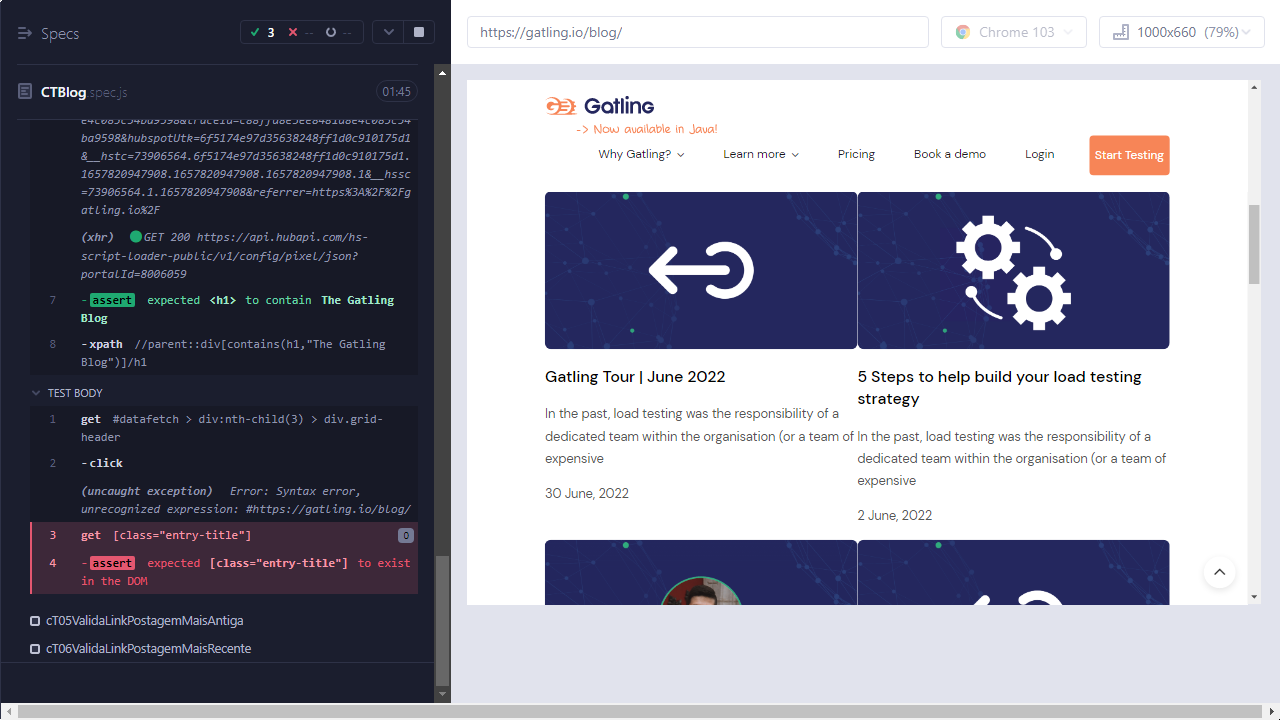 Specs
3
--
--
CTBlog.spec.js
01:45
ba9598&hubspotUtk=6f5174e97d35638248ff1d0c910175d1
&__hstc=73906564.6f5174e97d35638248ff1d0c910175d1.
1657820947908.1657820947908.1657820947908.1&__hssc
=73906564.1.1657820947908&referrer=https%3A%2F%2Fg
atling.io%2F
(xhr) GET 200 https://api.hubapi.com/hs-
script-loader-public/v1/config/pixel/json?
portalId=8006059
7 -assert expected <h1> to contain The Gatling
Blog
8 -xpath //parent::div[contains(h1,"The Gatling
Blog")]/h1
TEST BODY
1 get #datafetch > div:nth-child(3) > div.grid-
header
2 -click
(uncaught exception) Error: Syntax error,
unrecognized expression: #https://gatling.io/blog/
3 get [class="entry-title"] 0
4 -assert expected [class="entry-title"] to exist
in the DOM
cT05ValidaLinkPostagemMaisAntiga
cT06ValidaLinkPostagemMaisRecente
https://gatling.io/blog/
Chrome 103
1000x660 (79%)
Gatling
-> Now available in Java!
Why Gatling?
Learn more
Pricing
Book a demo
Login
Start Testing
Gatling Tour | June 2022
In the past, load testing was the responsibility of a
dedicated team within the organisation (or a team of
expensive
30 June, 2022
5 Steps to help build your load testing
strategy
In the past, load testing was the responsibility of a
dedicated team within the organisation (or a team of
expensive
2 June, 2022